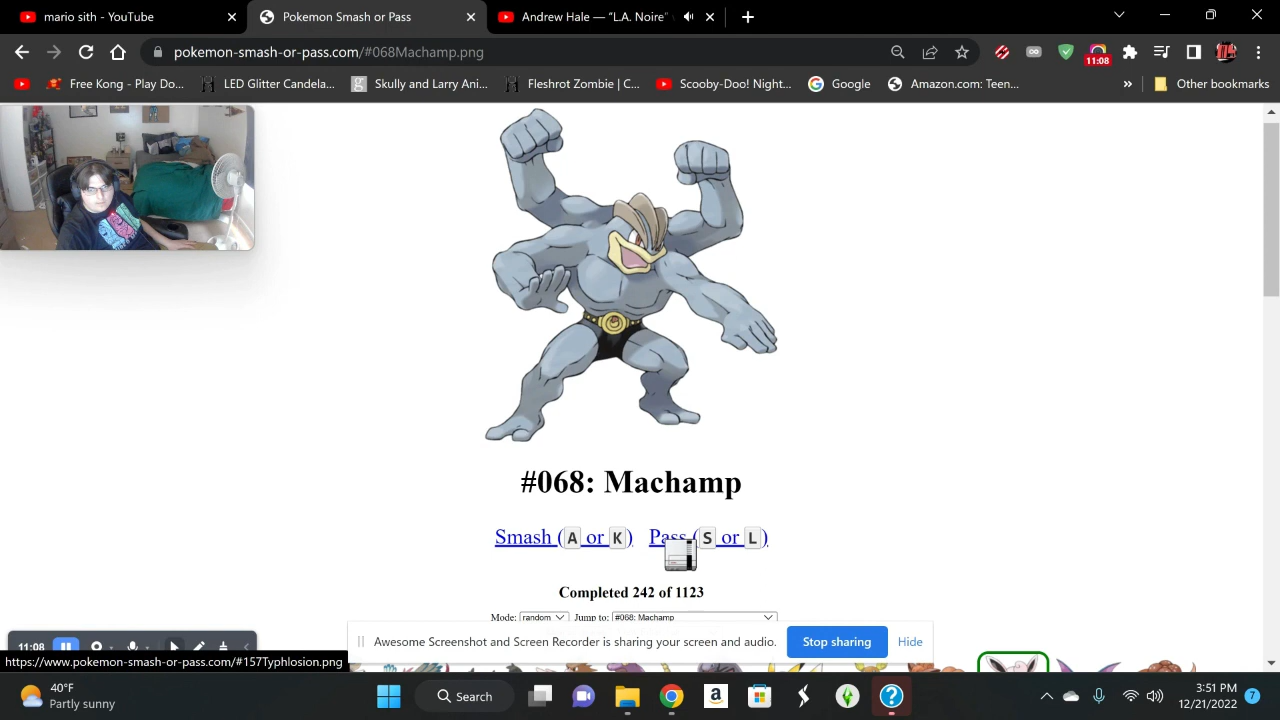 mario sith - YouTube
Pokemon Smash or Pass
Andrew Hale — "L.A. Noire"
pokemon-smash-or-pass.com/#068Machamp.png
11:08
Free Kong - Play Do...
LED Glitter Candela...
Skully and Larry Ani...
Fleshrot Zombie | C...
Scooby-Doo! Night...
Google
Amazon.com: Teen...
Other bookmarks
#068: Machamp
Smash (A or K) Pass (S or L)
Completed 242 of 1123
Mode: random Jump to: #068: Machamp
11:08
Awesome Screenshot and Screen Recorder is sharing your screen and audio.
Stop sharing
Hide
https://www.pokemon-smash-or-pass.com/#157Typhlosion.png
40°F
Partly sunny
Search
3:51 PM
12/21/2022
7